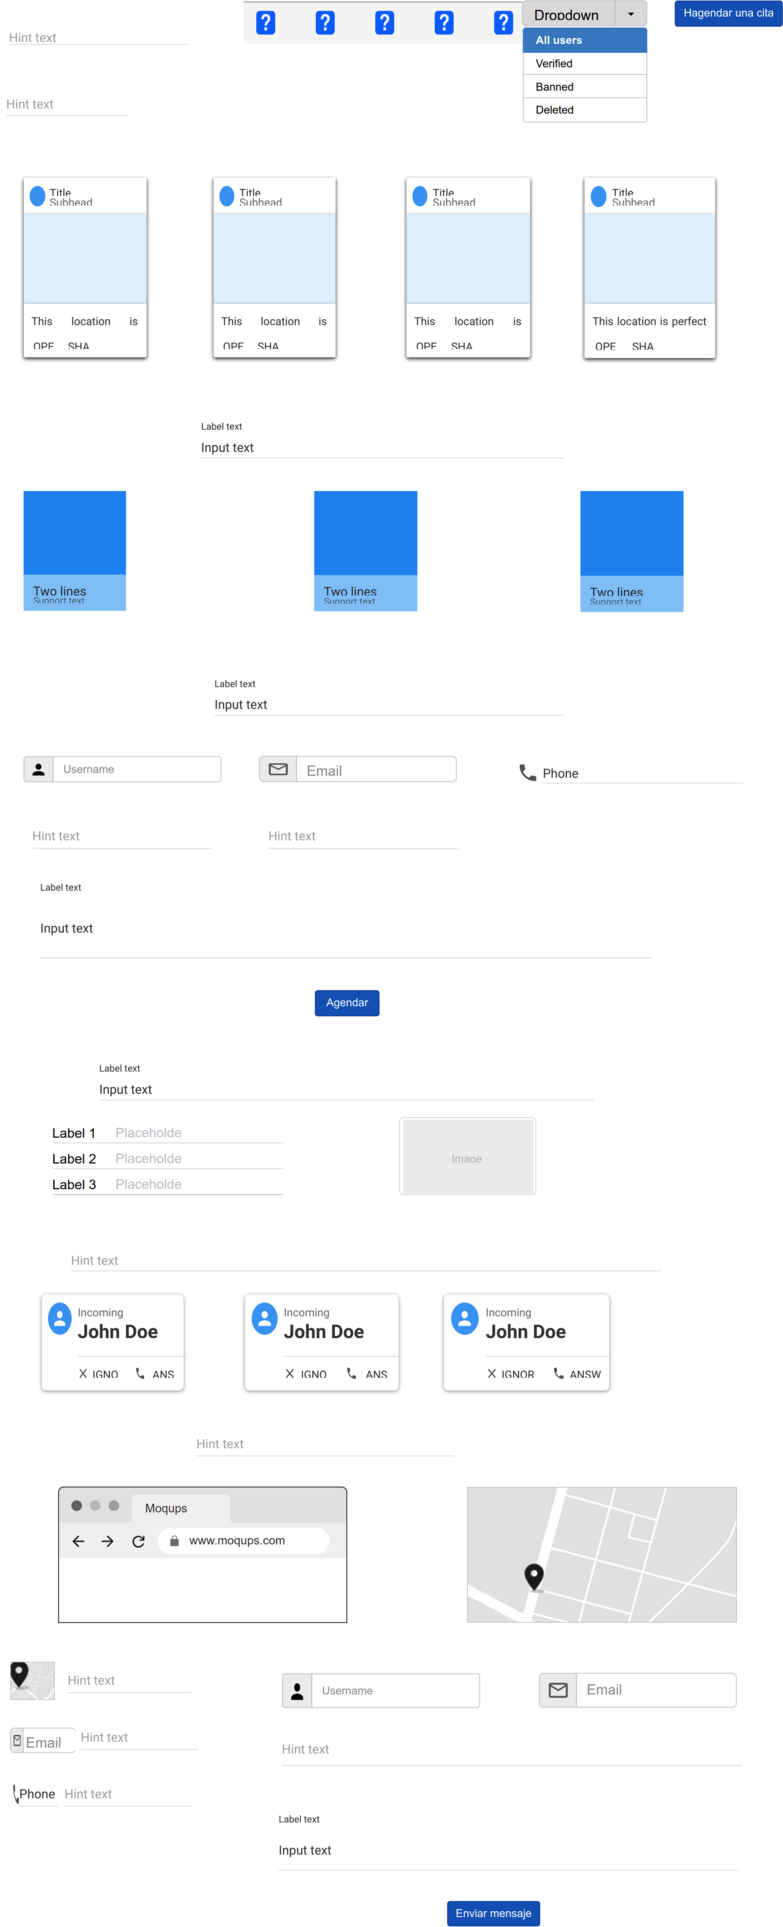 Dropdown
Hagendar una cita
Hint text
All users
Verified
Banned
Deleted
Hint text
Title
Subhead
Title
Subhead
Title
Subhead
Title
Subhead
This location is
This location is
This location is
This location is perfect
OPE SHA
OPE SHA
OPE SHA
OPE SHA
Label text
Input text
Two lines
Support text
Two lines
Support text
Two lines
Support text
Label text
Input text
Username
Email
Phone
Hint text
Hint text
Label text
Input text
Agendar
Label text
Input text
Label 1 Placeholde
Label 2 Placeholde
Label 3 Placeholde
Image
Hint text
Incoming
John Doe
X IGNO ANS
Incoming
John Doe
X IGNO ANS
Incoming
John Doe
X IGNOR ANSW
Hint text
Moqups
www.moqups.com
Hint text
Username
Email
Email
Hint text
Hint text
Phone
Hint text
Label text
Input text
Enviar mensaje